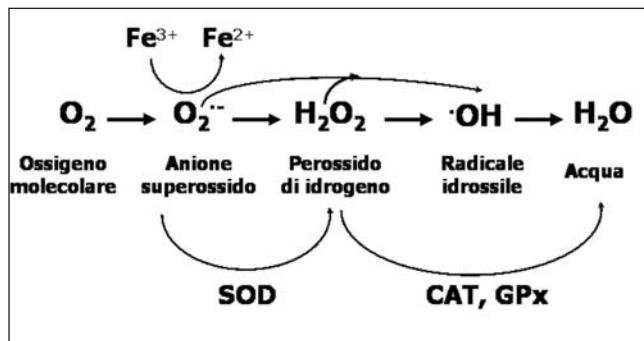 Fe³⁺ Fe²⁺
O₂ O₂·⁻ H₂O₂ ·OH H₂O
Ossigeno molecolare Anione superossido Perossido di idrogeno Radicale idrossile Acqua
SOD CAT, GPx